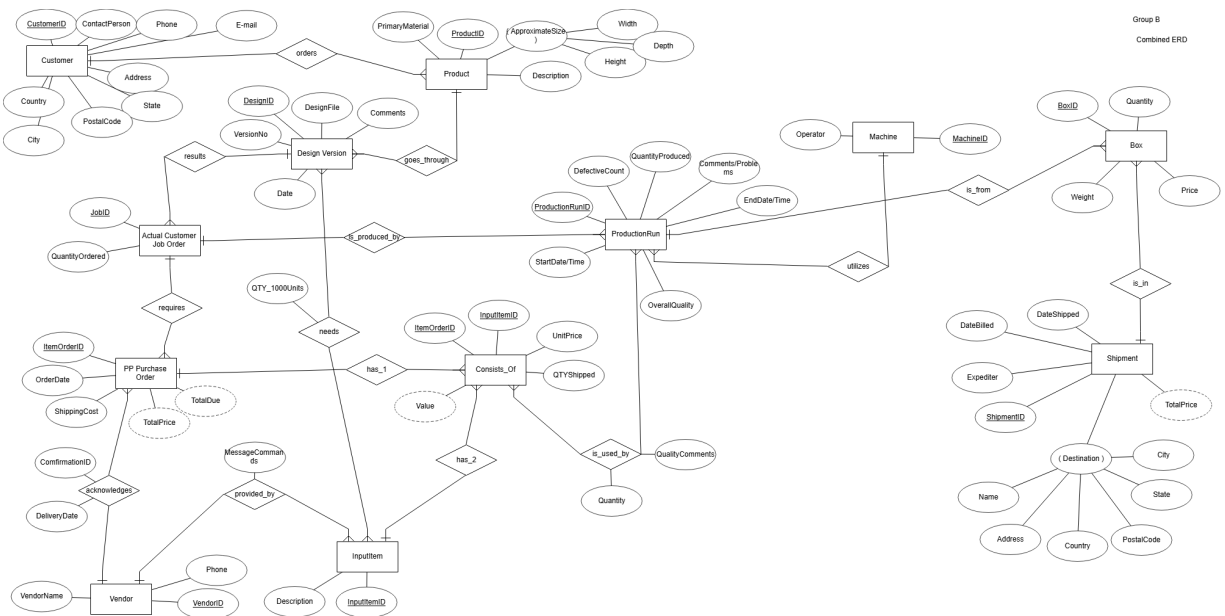 Group B
Combined ERD
CustomerID
ContactPerson
Phone
E-mail
Customer
Address
State
PostalCode
Country
City
orders
PrimaryMaterial
ProductID
( ApproximateSize
)
Width
Depth
Height
Description
Product
DesignID
DesignFile
Comments
VersionNo
Design Version
Date
goes_through
results
JobID
QuantityOrdered
Actual Customer
Job Order
is_produced_by
DefectiveCount
QuantityProduced
Comments/Proble
ms
ProductionRunID
EndDate/Time
ProductionRun
StartDate/Time
OverallQuality
Operator
Machine
MachineID
utilizes
is_from
BoxID
Quantity
Box
Weight
Price
is_in
DateShipped
DateBilled
Shipment
Expediter
ShipmentID
TotalPrice
( Destination )
City
State
PostalCode
Country
Address
Name
requires
QTY_1000Units
needs
ItemOrderID
OrderDate
PP Purchase
Order
ShippingCost
TotalPrice
TotalDue
has_1
ItemOrderID
InputItemID
UnitPrice
QTYShipped
Consists_Of
Value
has_2
is_used_by
QualityComments
Quantity
ComfirmationID
acknowledges
DeliveryDate
MessageComman
ds
provided_by
InputItem
Description
InputItemID
VendorName
Vendor
Phone
VendorID